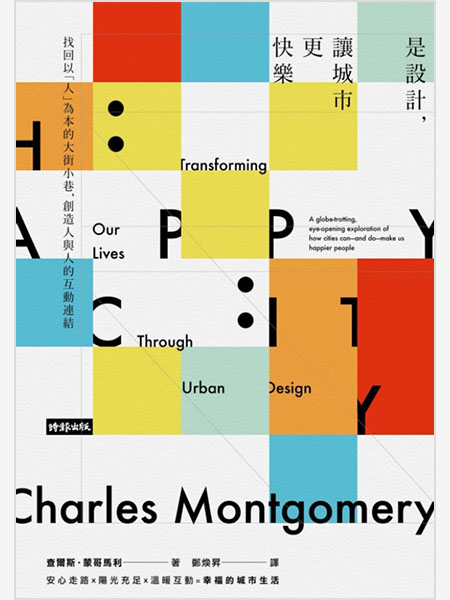 是設計，
讓城市
更
快樂
找回以「人」為本的大街小巷，創造人與人的互動連結
H :
Transforming
A P P Y
Our
Lives
A globe-trotting,
eye-opening exploration of
how cities can—and do—make us
happier people
C : I T
Through
Urban Design
Y
時報出版
Charles Montgomery
查爾斯・蒙哥馬利——著 鄭煥昇——譯
安心走路×陽光充足×溫暖互動=幸福的城市生活